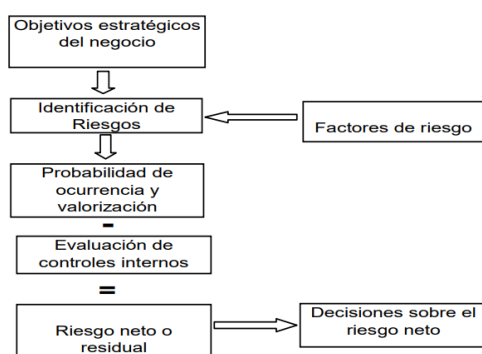 Objetivos estratégicos
del negocio
Identificación de
Riesgos
Factores de riesgo
Probabilidad de
ocurrencia y
valorización
-
Evaluación de
controles internos
=
Riesgo neto o
residual
Decisiones sobre el
riesgo neto